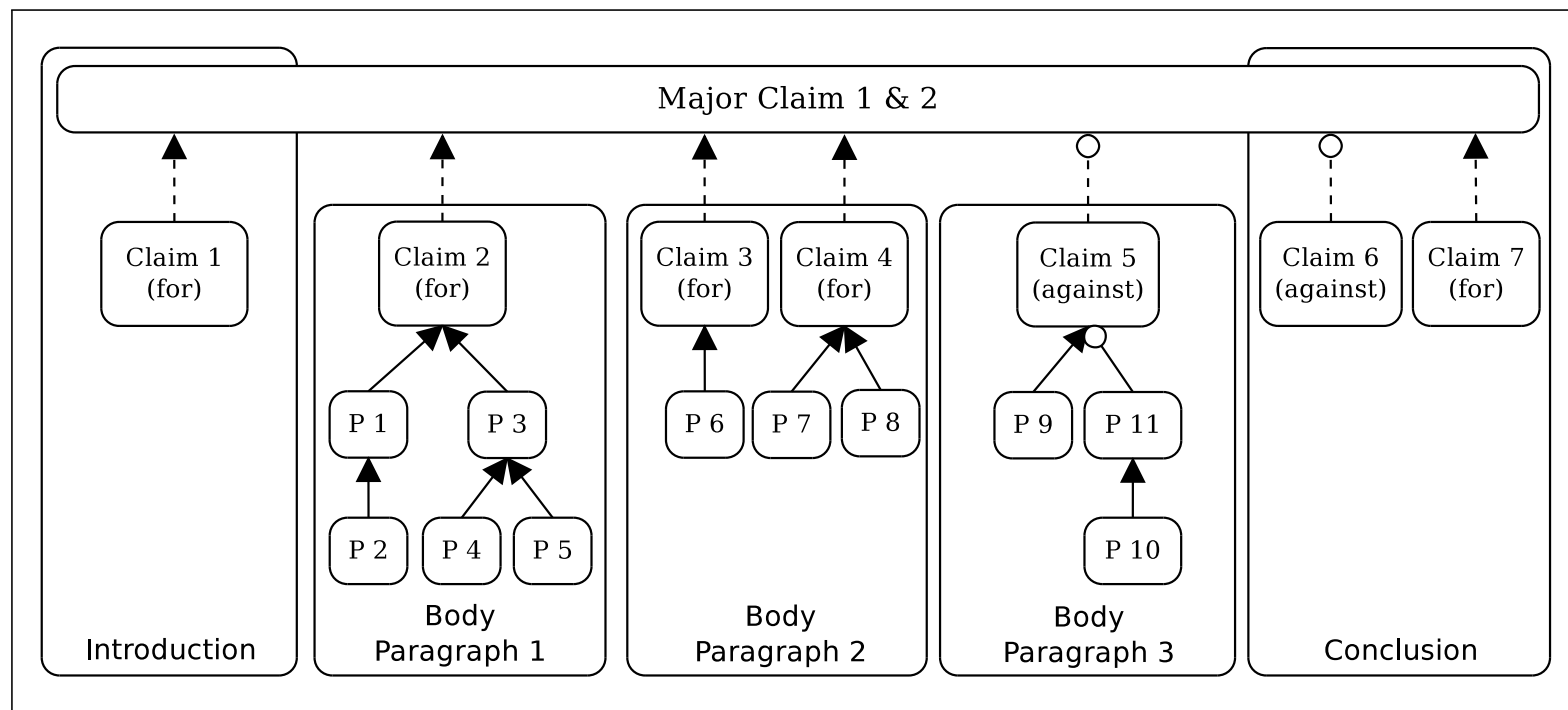 Major Claim 1 & 2
Claim 1
(for)
Claim 2
(for)
Claim 3
(for)
Claim 4
(for)
Claim 5
(against)
Claim 6
(against)
Claim 7
(for)
P 1
P 3
P 6
P 7
P 8
P 9
P 11
P 2
P 4
P 5
P 10
Introduction
Body
Paragraph 1
Body
Paragraph 2
Body
Paragraph 3
Conclusion